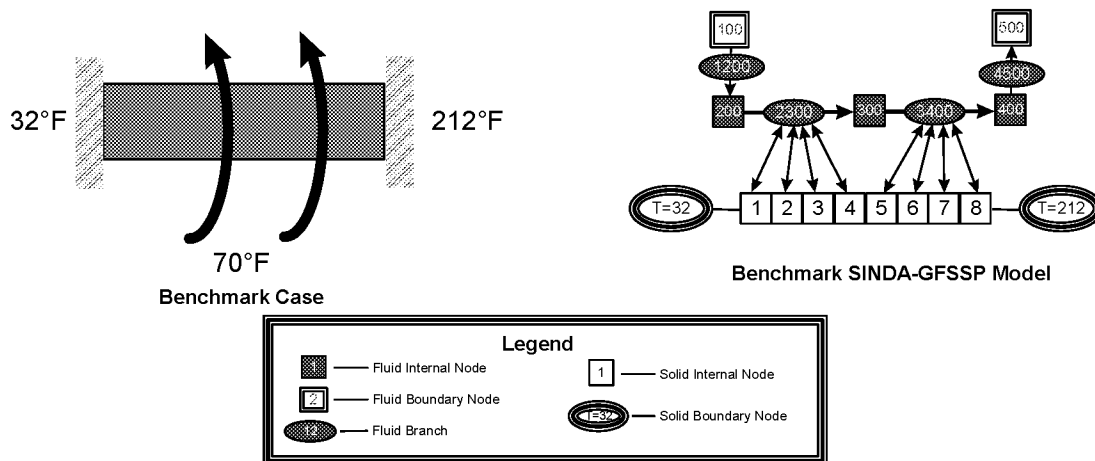 32°F
212°F
70°F
Benchmark Case
100
500
1200
4500
200
2300
300
3400
400
T=32
1
2
3
4
5
6
7
8
T=212
Benchmark SINDA-GFSSP Model
Legend
1
Fluid Internal Node
2
Fluid Boundary Node
12
Fluid Branch
1
Solid Internal Node
T=32
Solid Boundary Node